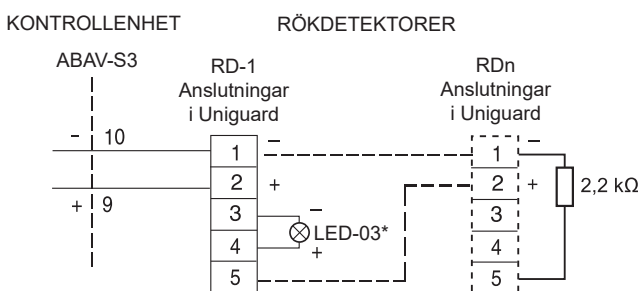 KONTROLLENHET
RÖKDETEKTORER
ABAV-S3
RD-1
Anslutningar
i Uniguard
RDn
Anslutningar
i Uniguard
- 10
+ 9
1 -
2 +
3 -
4 +
5
LED-03*
1 -
2 +
3
4
5
2,2 kΩ